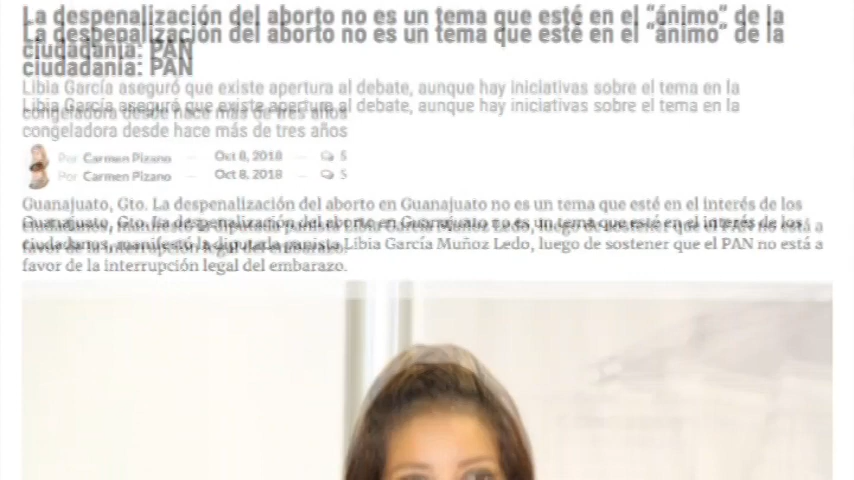 La despenalización del aborto no es un tema que esté en el “ánimo” de la
ciudadanía: PAN
Libia García aseguró que existe apertura al debate, aunque hay iniciativas sobre el tema en la
congeladora desde hace más de tres años
Por Carmen Pizano — Oct 8, 2018 — 5
Guanajuato, Gto. La despenalización del aborto en Guanajuato no es un tema que esté en el interés de los
ciudadanos, manifestó la diputada panista Libia García Muñoz Ledo, luego de sostener que el PAN no está a
favor de la interrupción legal del embarazo.